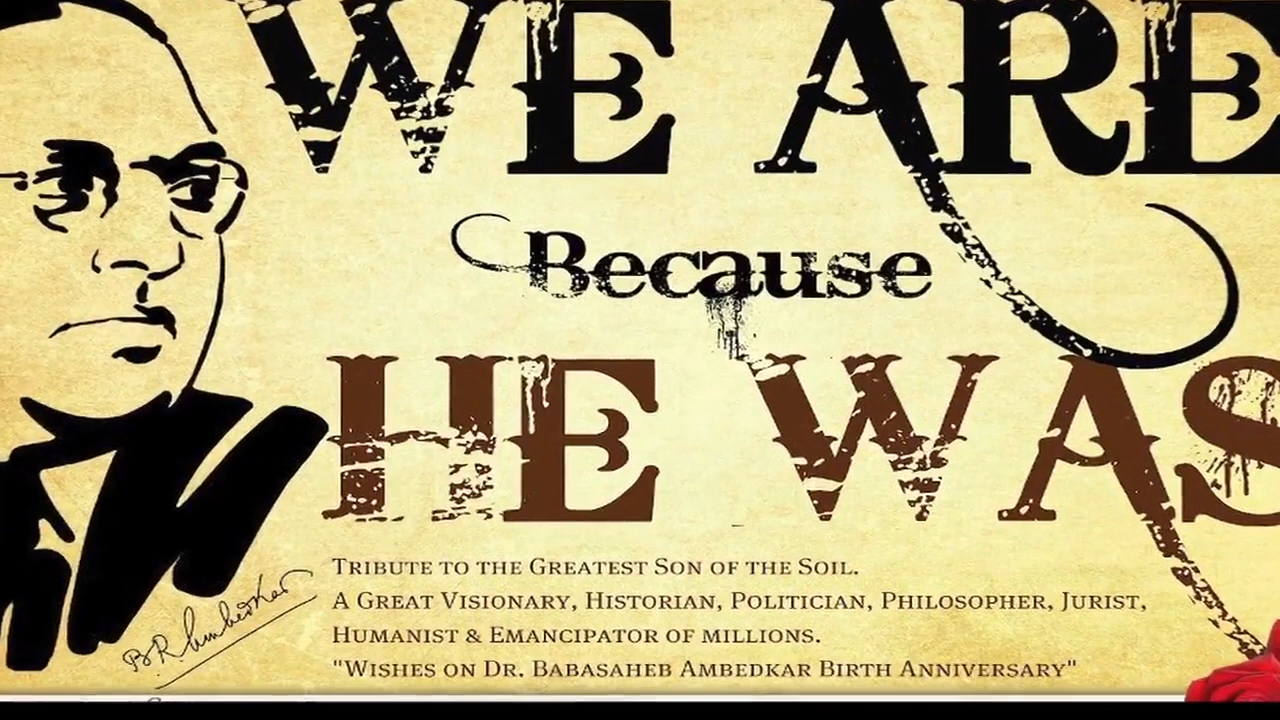 WE ARE
Because
HE WAS
TRIBUTE TO THE GREATEST SON OF THE SOIL.
A GREAT VISIONARY, HISTORIAN, POLITICIAN, PHILOSOPHER, JURIST,
HUMANIST & EMANCIPATOR OF MILLIONS.
"WISHES ON DR. BABASAHEB AMBEDKAR BIRTH ANNIVERSARY"
B R Ambedkar